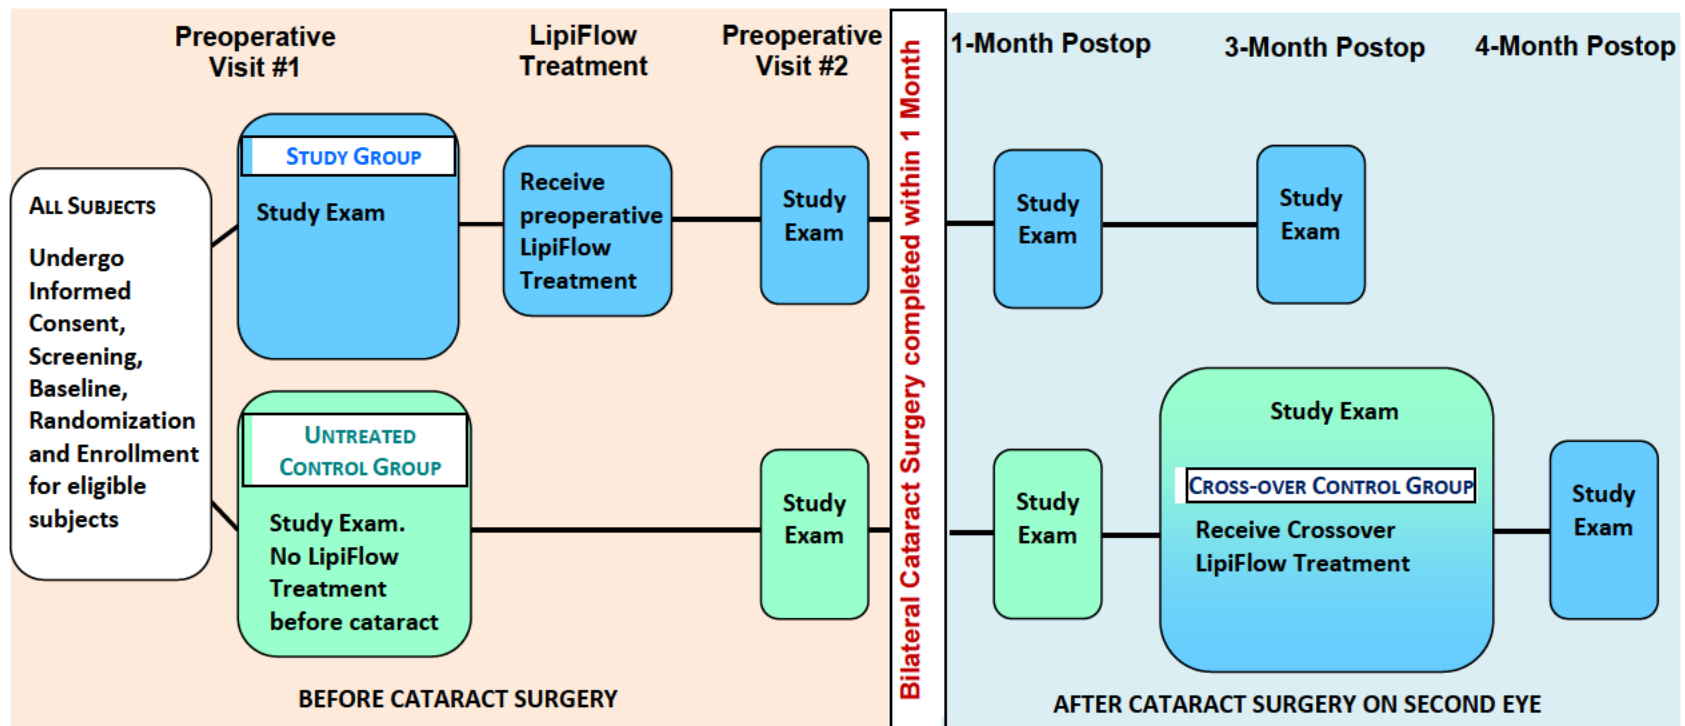 Preoperative
Visit #1
LipiFlow
Treatment
Preoperative
Visit #2
1-Month Postop
3-Month Postop
4-Month Postop
ALL SUBJECTS
Undergo
Informed
Consent,
Screening,
Baseline,
Randomization
and Enrollment
for eligible
subjects
STUDY GROUP
Study Exam
Receive
preoperative
LipiFlow
Treatment
Study
Exam
Bilateral Cataract Surgery completed within 1 Month
Study
Exam
Study
Exam
UNTREATED
CONTROL GROUP
Study Exam.
No LipiFlow
Treatment
before cataract
Study
Exam
Study
Exam
Study Exam
CROSS-OVER CONTROL GROUP
Receive Crossover
LipiFlow Treatment
Study
Exam
BEFORE CATARACT SURGERY
AFTER CATARACT SURGERY ON SECOND EYE